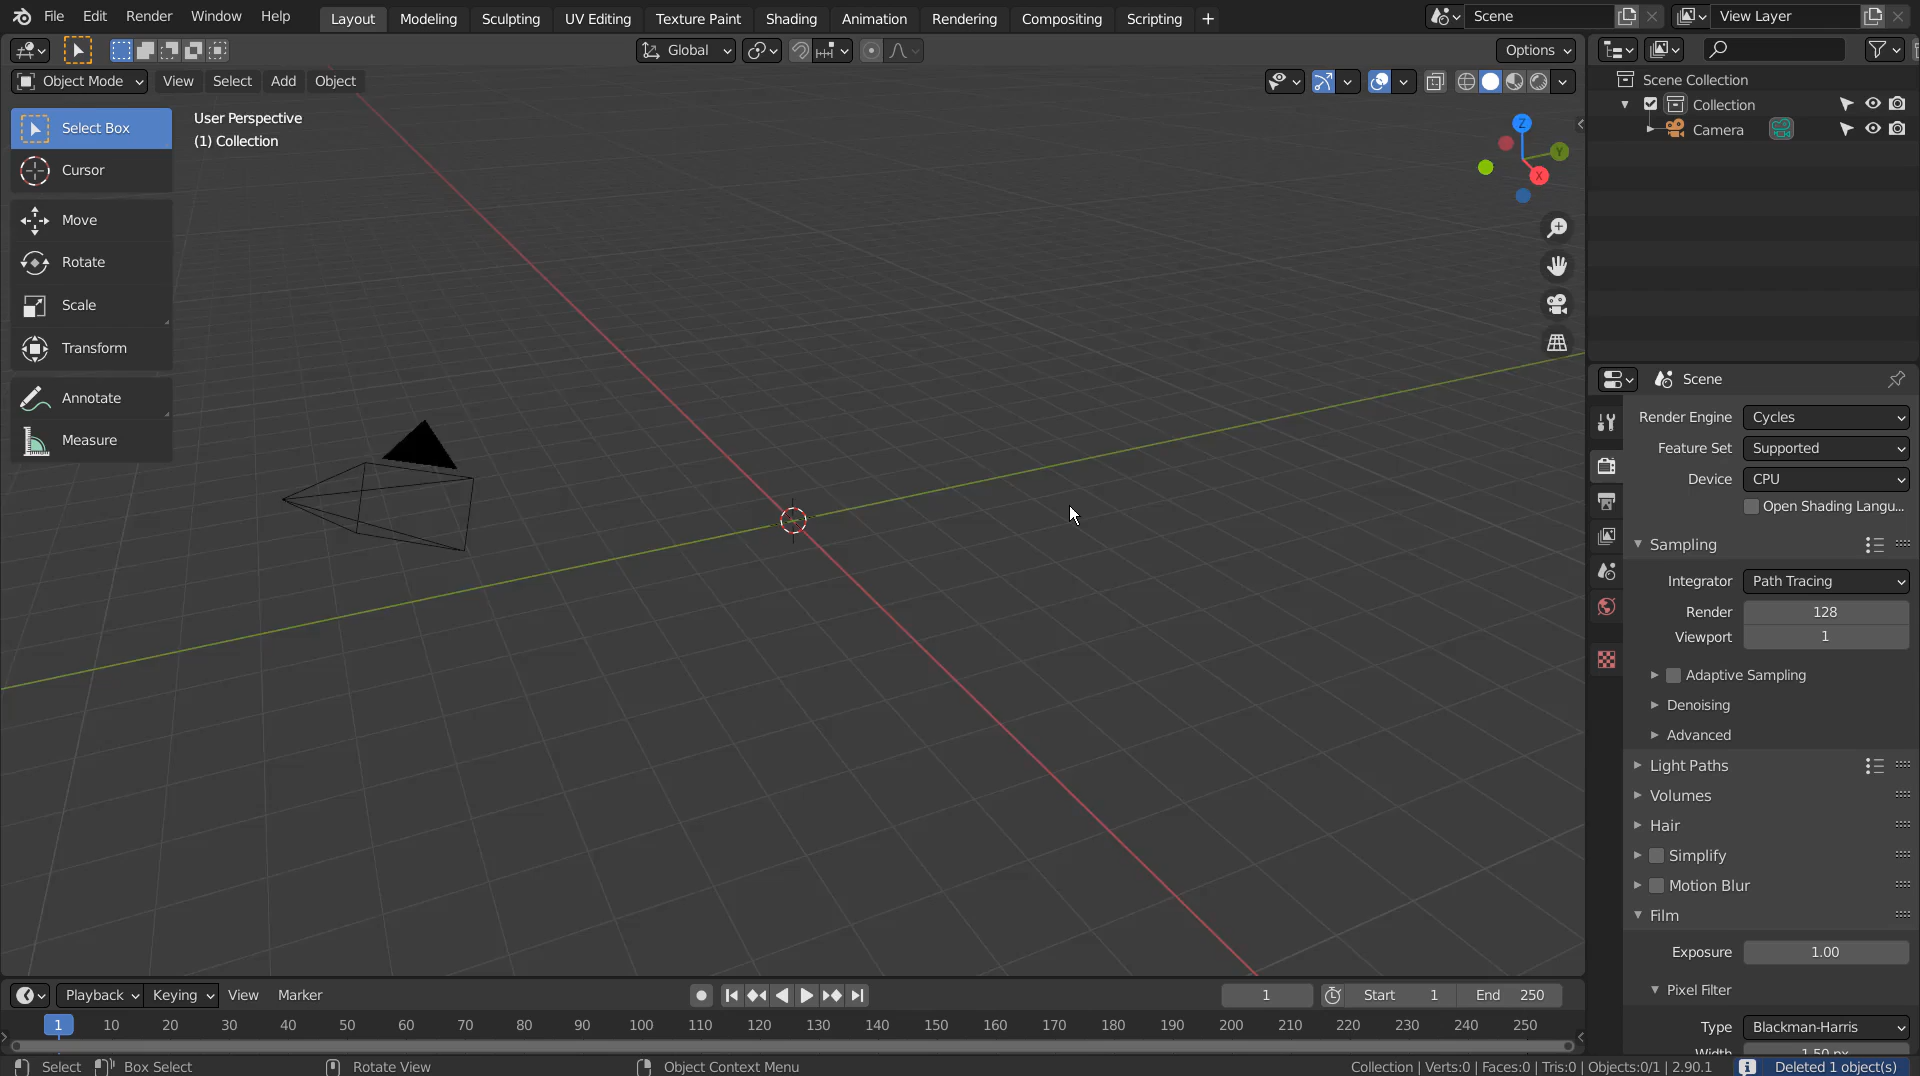 File Edit Render Window Help Layout Modeling Sculpting UV Editing Texture Paint Shading Animation Rendering Compositing Scripting + Scene View Layer
Global Options
Object Mode View Select Add Object
Scene Collection
Collection
Camera
Select Box
Cursor
Move
Rotate
Scale
Transform
Annotate
Measure
User Perspective
(1) Collection
Z
Y
X
Scene
Render Engine Cycles
Feature Set Supported
Device CPU
Open Shading Langu...
Sampling
Integrator Path Tracing
Render 128
Viewport 1
Adaptive Sampling
Denoising
Advanced
Light Paths
Volumes
Hair
Simplify
Motion Blur
Film
Exposure 1.00
Pixel Filter
Type Blackman-Harris
Width 1.50 px
Playback Keying View Marker 1 Start 1 End 250
1 10 20 30 40 50 60 70 80 90 100 110 120 130 140 150 160 170 180 190 200 210 220 230 240 250
Select Box Select Rotate View Object Context Menu Collection | Verts:0 | Faces:0 | Tris:0 | Objects:0/1 | 2.90.1 Deleted 1 object(s)